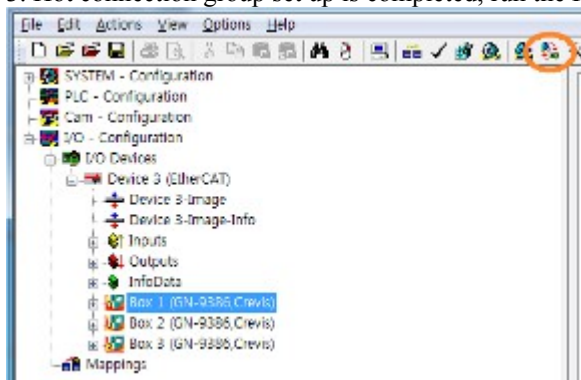 File Edit Actions View Options Help
SYSTEM - Configuration
PLC - Configuration
Cam - Configuration
I/O - Configuration
I/O Devices
Device 3 (EtherCAT)
Device 3-Image
Device 3-Image-Info
Inputs
Outputs
InfoData
Box 1 (GN-9386,Crevis)
Box 2 (GN-9386,Crevis)
Box 3 (GN-9386,Crevis)
Mappings